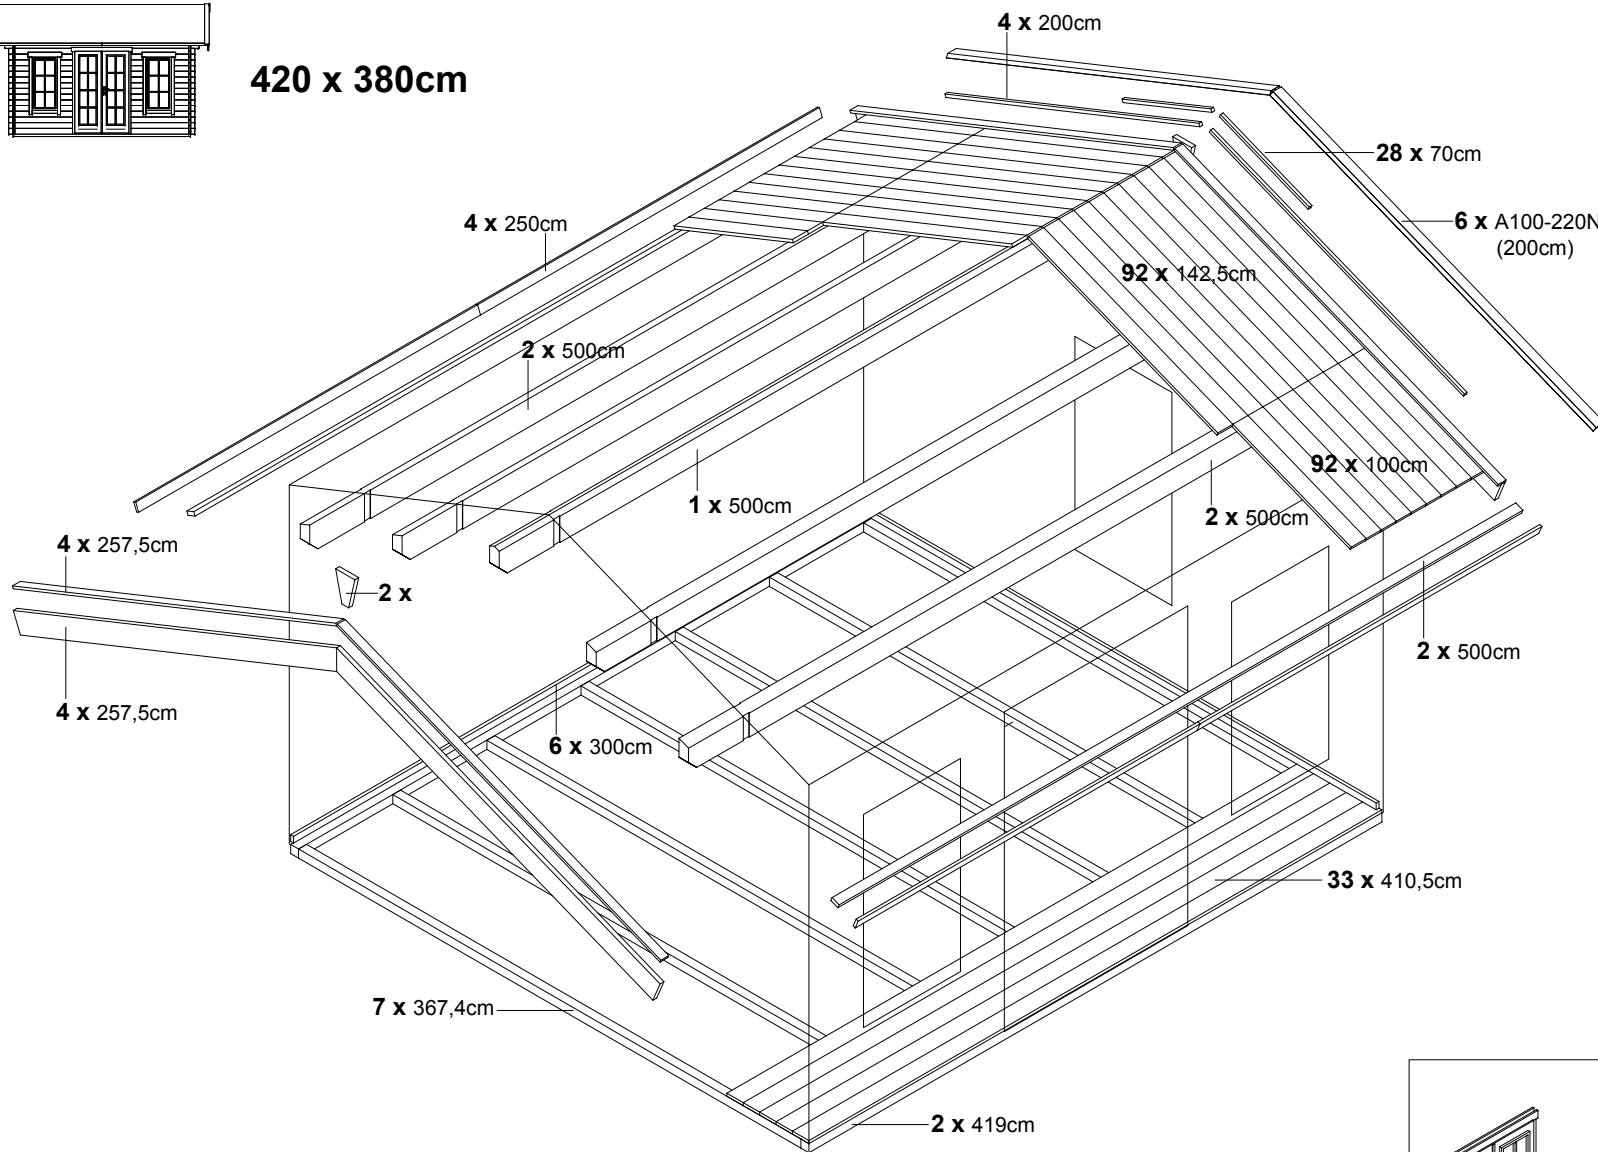 4 x 200cm
420 x 380cm
28 x 70cm
6 x A100-220N
(200cm)
4 x 250cm
92 x 142,5cm
2 x 500cm
92 x 100cm
1 x 500cm
2 x 500cm
4 x 257,5cm
2 x
2 x 500cm
4 x 257,5cm
6 x 300cm
33 x 410,5cm
7 x 367,4cm
2 x 419cm